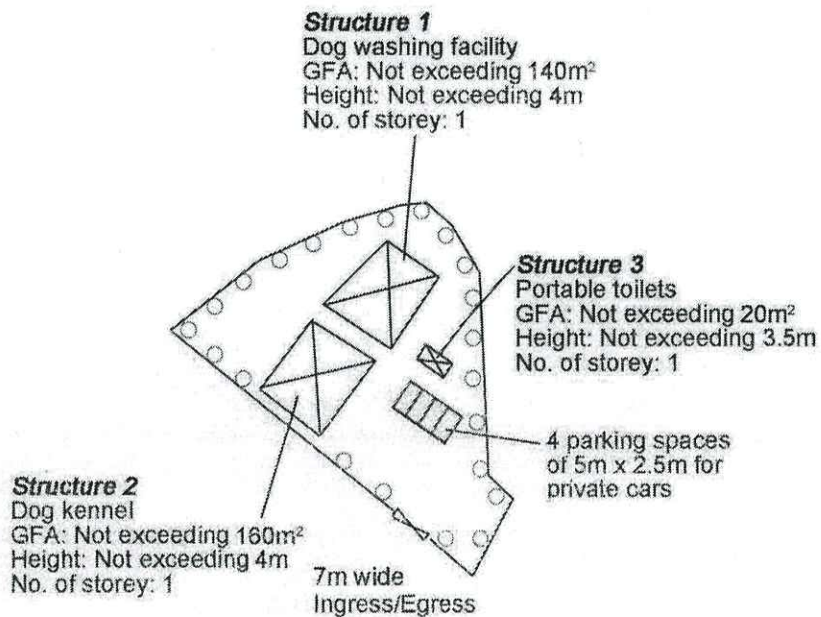 Structure 1
Dog washing facility
GFA: Not exceeding 140m²
Height: Not exceeding 4m
No. of storey: 1
Structure 3
Portable toilets
GFA: Not exceeding 20m²
Height: Not exceeding 3.5m
No. of storey: 1
4 parking spaces
of 5m x 2.5m for
private cars
Structure 2
Dog kennel
GFA: Not exceeding 160m²
Height: Not exceeding 4m
No. of storey: 1
7m wide
Ingress/Egress